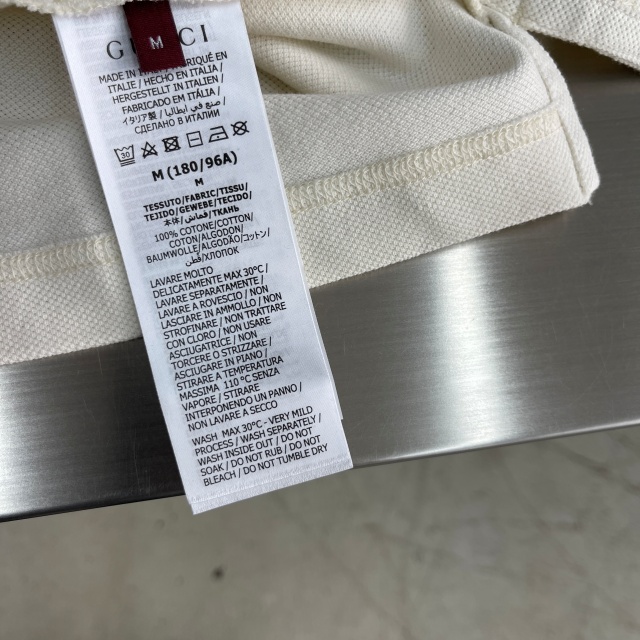 GUCCI
M
MADE IN ITALY / FABRIQUÉ EN
ITALIE / HECHO EN ITALIA /
HERGESTELLT IN ITALIEN /
FABRICADO EM ITÁLIA /
イタリア製 / صنع في ايطاليا /
СДЕЛАНО В ИТАЛИИ
30
M (180/96A)
M
TESSUTO/FABRIC/TISSU/
TEJIDO/GEWEBE/TECIDO/
本体/قماش/ТКАНЬ
100% COTONE/COTTON/
COTON/ALGODON/
BAUMWOLLE/ALGODÃO/コットン/
قطن/ХЛОПОК
LAVARE MOLTO
DELICATAMENTE MAX 30°C/
LAVARE SEPARATAMENTE /
LAVARE A ROVESCIO / NON
LASCIARE IN AMMOLLO / NON
STROFINARE / NON TRATTARE
CON CLORO / NON USARE
ASCIUGATRICE / NON
TORCERE O STRIZZARE /
ASCIUGARE IN PIANO /
STIRARE A TEMPERATURA
MASSIMA 110 °C SENZA
VAPORE / STIRARE
INTERPONENDO UN PANNO /
NON LAVARE A SECCO
WASH MAX 30°C - VERY MILD
PROCESS / WASH SEPARATELY /
WASH INSIDE OUT / DO NOT
SOAK / DO NOT RUB / DO NOT
BLEACH / DO NOT TUMBLE DRY